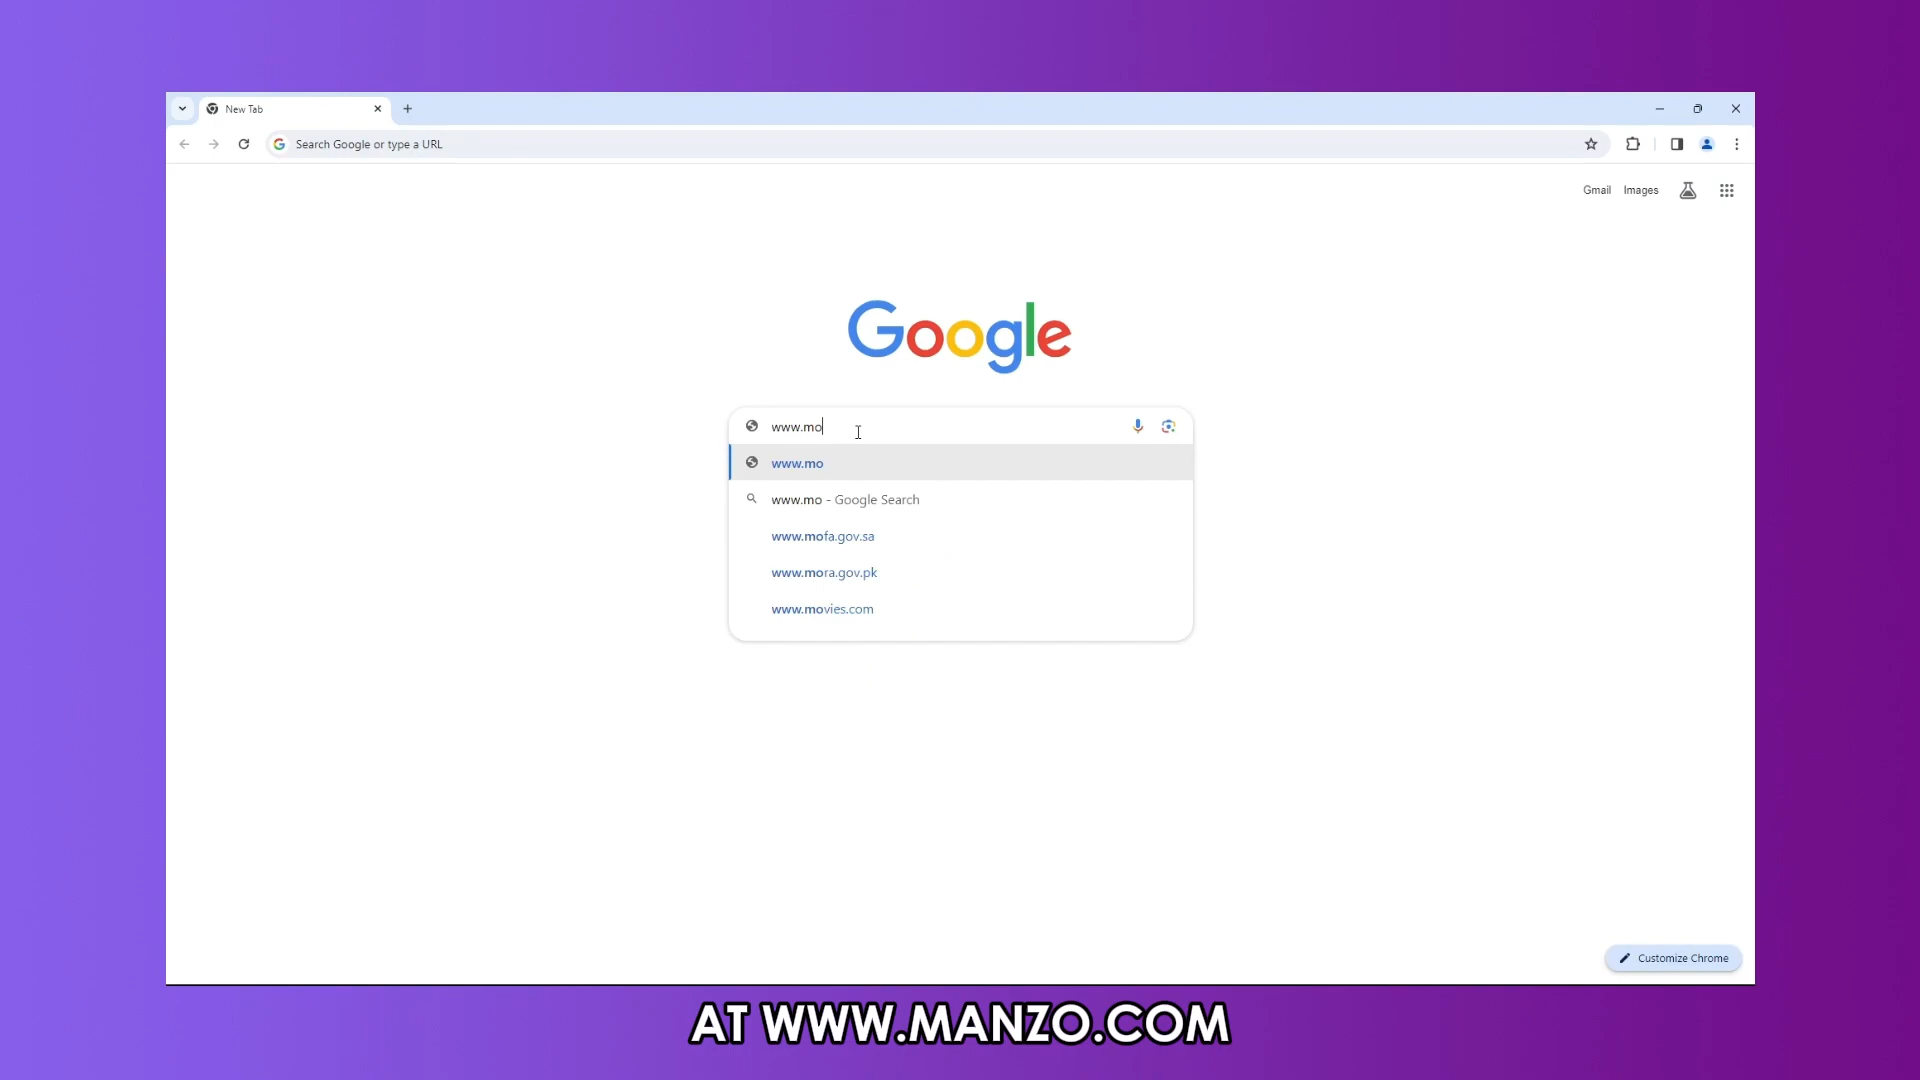 New Tab
Search Google or type a URL
Gmail Images
Google
www.mo
www.mo
www.mo - Google Search
www.mofa.gov.sa
www.mora.gov.pk
www.movies.com
Customize Chrome
AT WWW.MANZO.COM